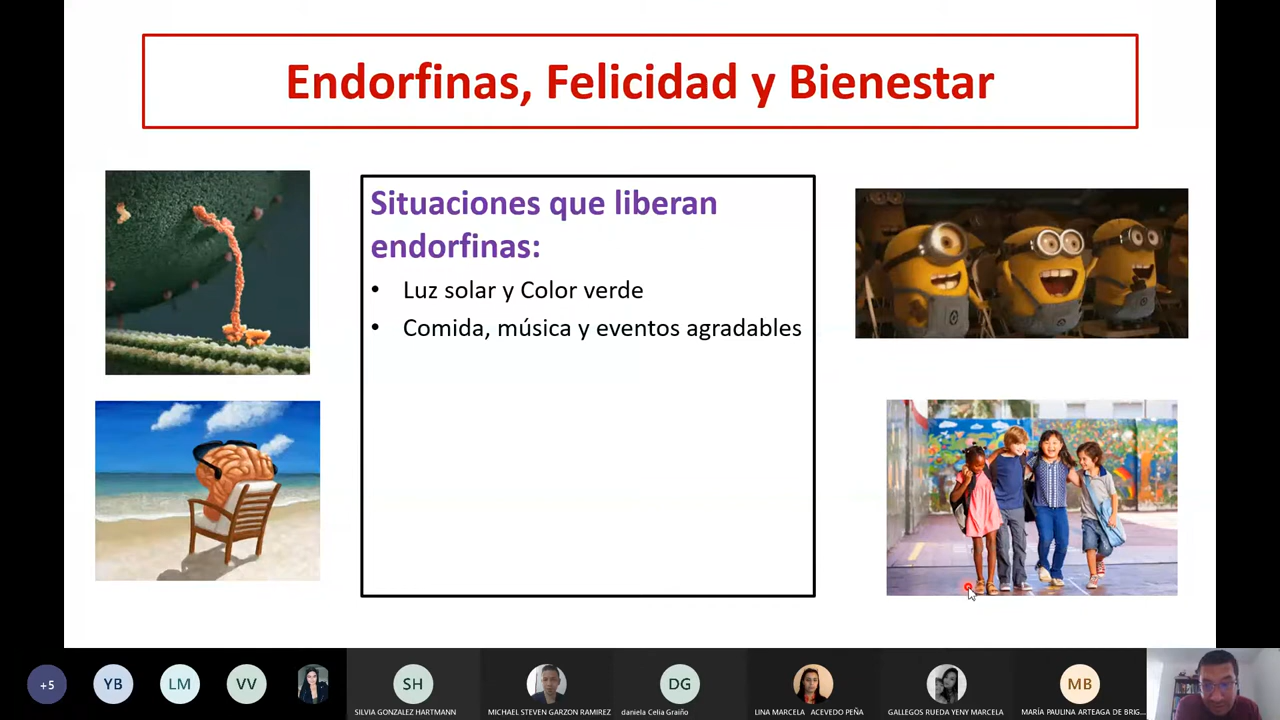 Endorfinas, Felicidad y Bienestar
Situaciones que liberan
endorfinas:
• Luz solar y Color verde
• Comida, música y eventos agradables
+5
YB
LM
VV
SH
DG
MB
SILVIA GONZALEZ HARTMANN
MICHAEL STEVEN GARZON RAMIREZ
daniela Celia Graiño
LINA MARCELA ACEVEDO PEÑA
GALLEGOS RUEDA YENY MARCELA
MARÍA PAULINA ARTEAGA DE BRIG...